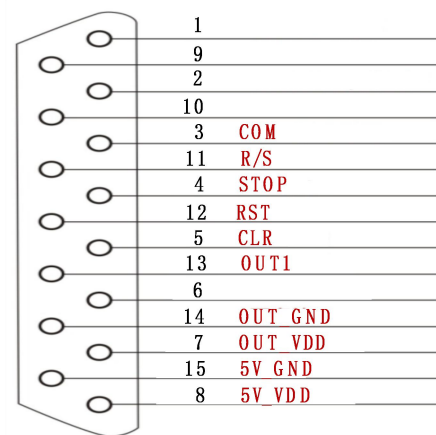 1
9
2
10
3 COM
11 R/S
4 STOP
12 RST
5 CLR
13 OUT1
6
14 OUT_GND
7 OUT_VDD
15 5V_GND
8 5V_VDD